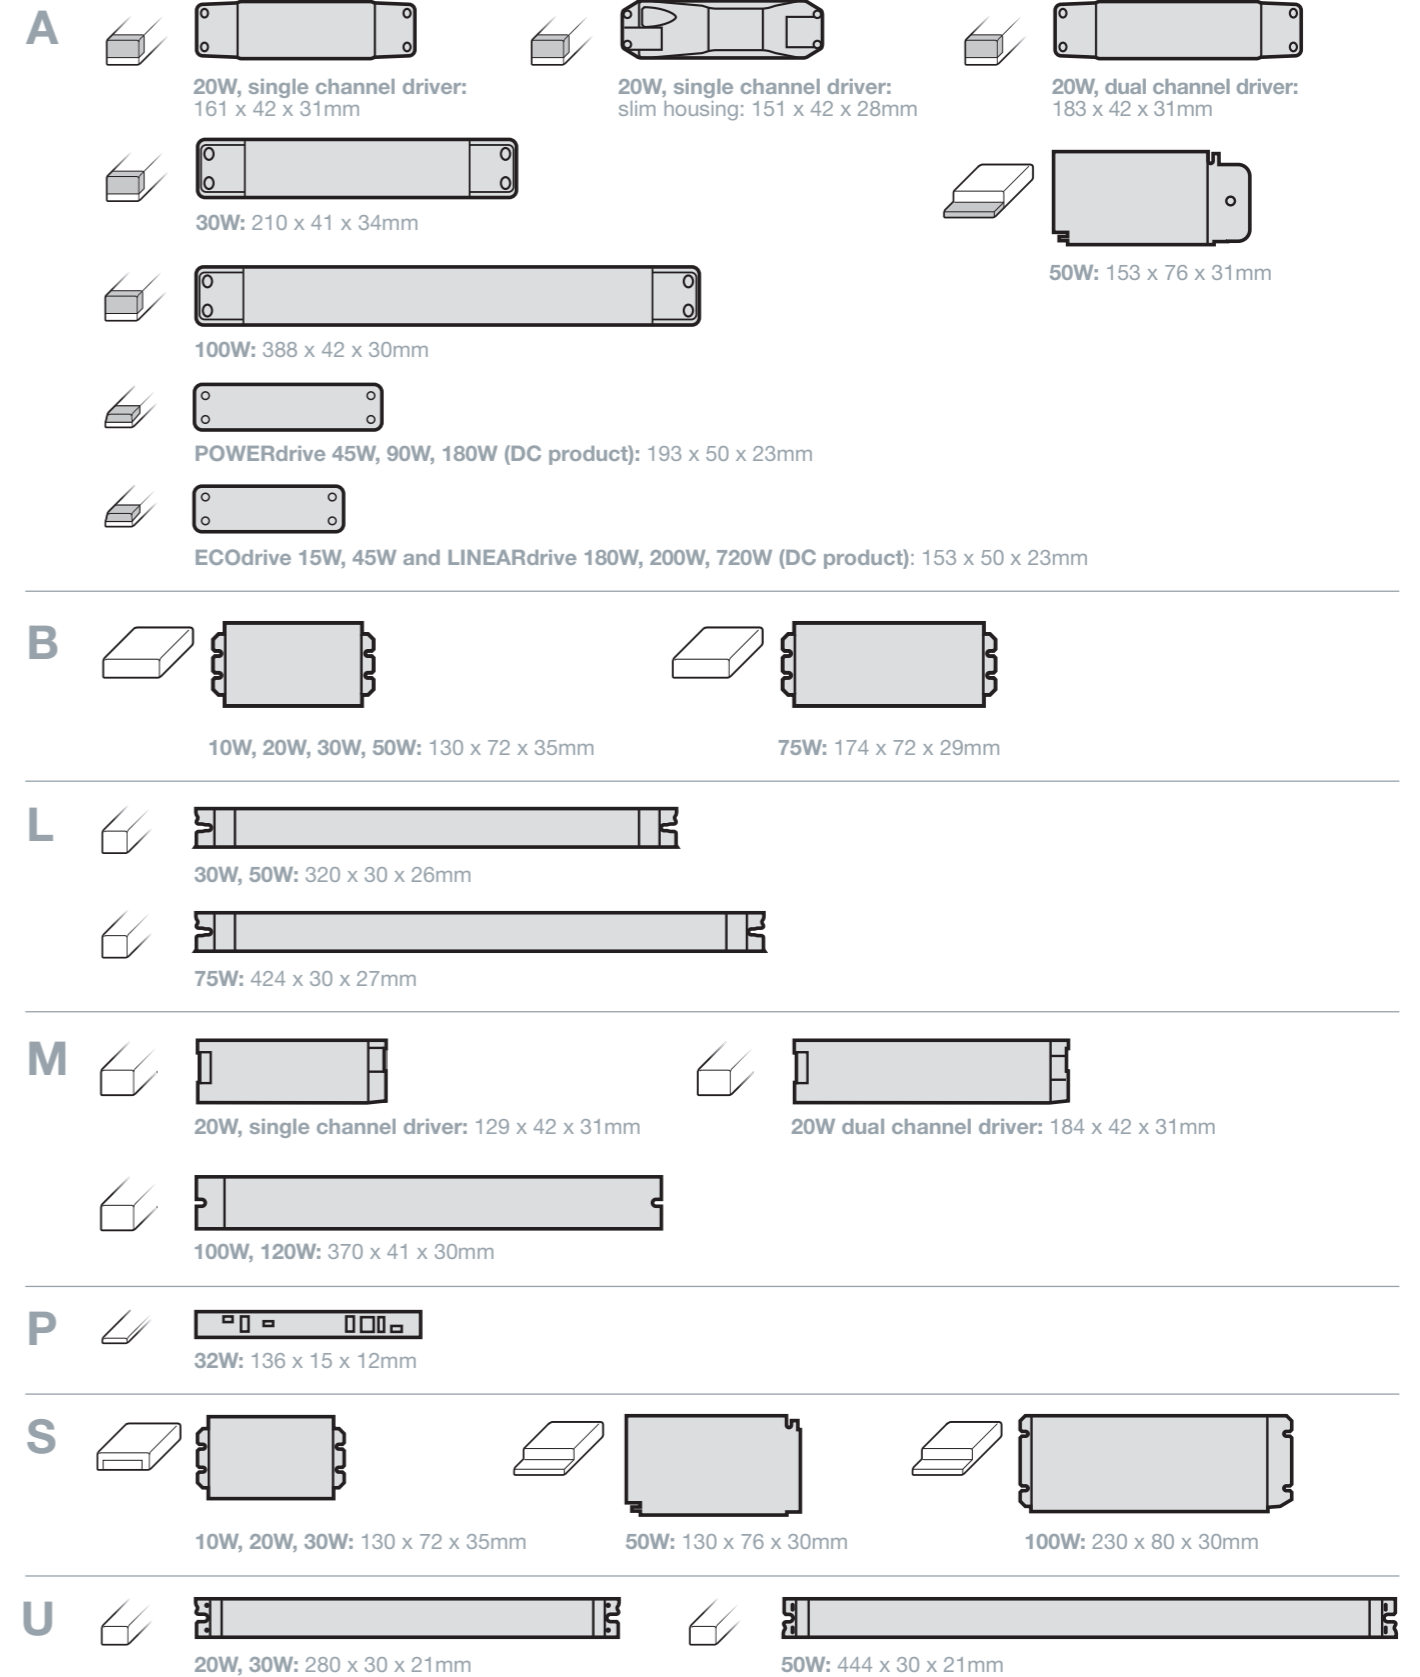 A
20W, single channel driver:
161 x 42 x 31mm
20W, single channel driver:
slim housing: 151 x 42 x 28mm
20W, dual channel driver:
183 x 42 x 31mm
30W: 210 x 41 x 34mm
50W: 153 x 76 x 31mm
100W: 388 x 42 x 30mm
POWERdrive 45W, 90W, 180W (DC product): 193 x 50 x 23mm
ECOdrive 15W, 45W and LINEARdrive 180W, 200W, 720W (DC product): 153 x 50 x 23mm
B
10W, 20W, 30W, 50W: 130 x 72 x 35mm
75W: 174 x 72 x 29mm
L
30W, 50W: 320 x 30 x 26mm
75W: 424 x 30 x 27mm
M
20W, single channel driver: 129 x 42 x 31mm
20W dual channel driver: 184 x 42 x 31mm
100W, 120W: 370 x 41 x 30mm
P
32W: 136 x 15 x 12mm
S
10W, 20W, 30W: 130 x 72 x 35mm
50W: 130 x 76 x 30mm
100W: 230 x 80 x 30mm
U
20W, 30W: 280 x 30 x 21mm
50W: 444 x 30 x 21mm